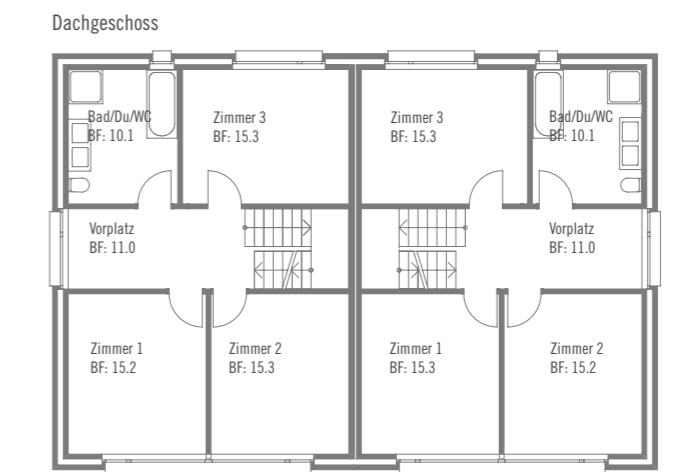 Dachgeschoss
Bad/Du/WC
BF: 10.1
Zimmer 3
BF: 15.3
Zimmer 3
BF: 15.3
Bad/Du/WC
BF: 10.1
Vorplatz
BF: 11.0
Vorplatz
BF: 11.0
Zimmer 1
BF: 15.2
Zimmer 2
BF: 15.3
Zimmer 1
BF: 15.3
Zimmer 2
BF: 15.2